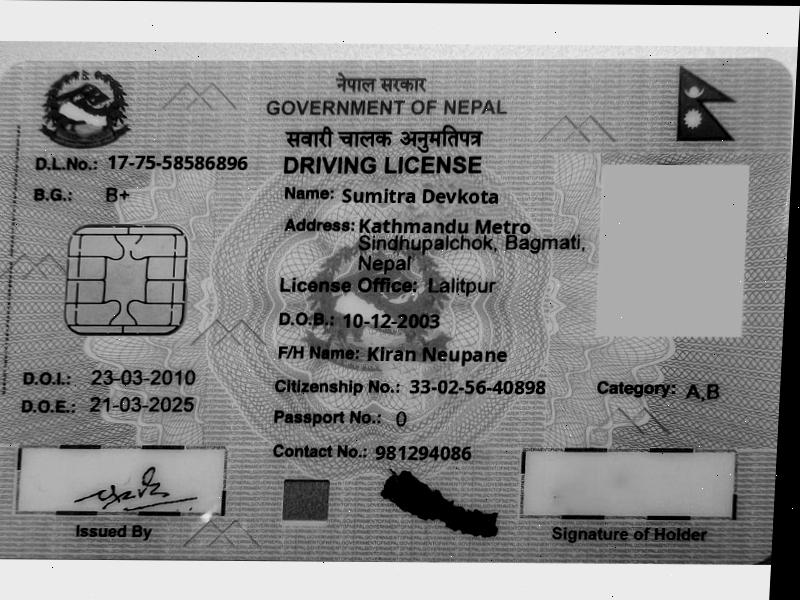 नेपाल सरकार
GOVERNMENT OF NEPAL
सवारी चालक अनुमतिपत्र
DRIVING LICENSE
D.L.No.: 17-75-58586896
B.G.: B+
Name: Sumitra Devkota
Address: Kathmandu Metro
Sindhupalchok, Bagmati,
Nepal
License Office: Lalitpur
D.O.B.: 10-12-2003
F/H Name: Kiran Neupane
D.O.I.: 23-03-2010
Citizenship No.: 33-02-56-40898
Category: A,B
D.O.E.: 21-03-2025
Passport No.: 0
Contact No.: 981294086
Issued By
Signature of Holder